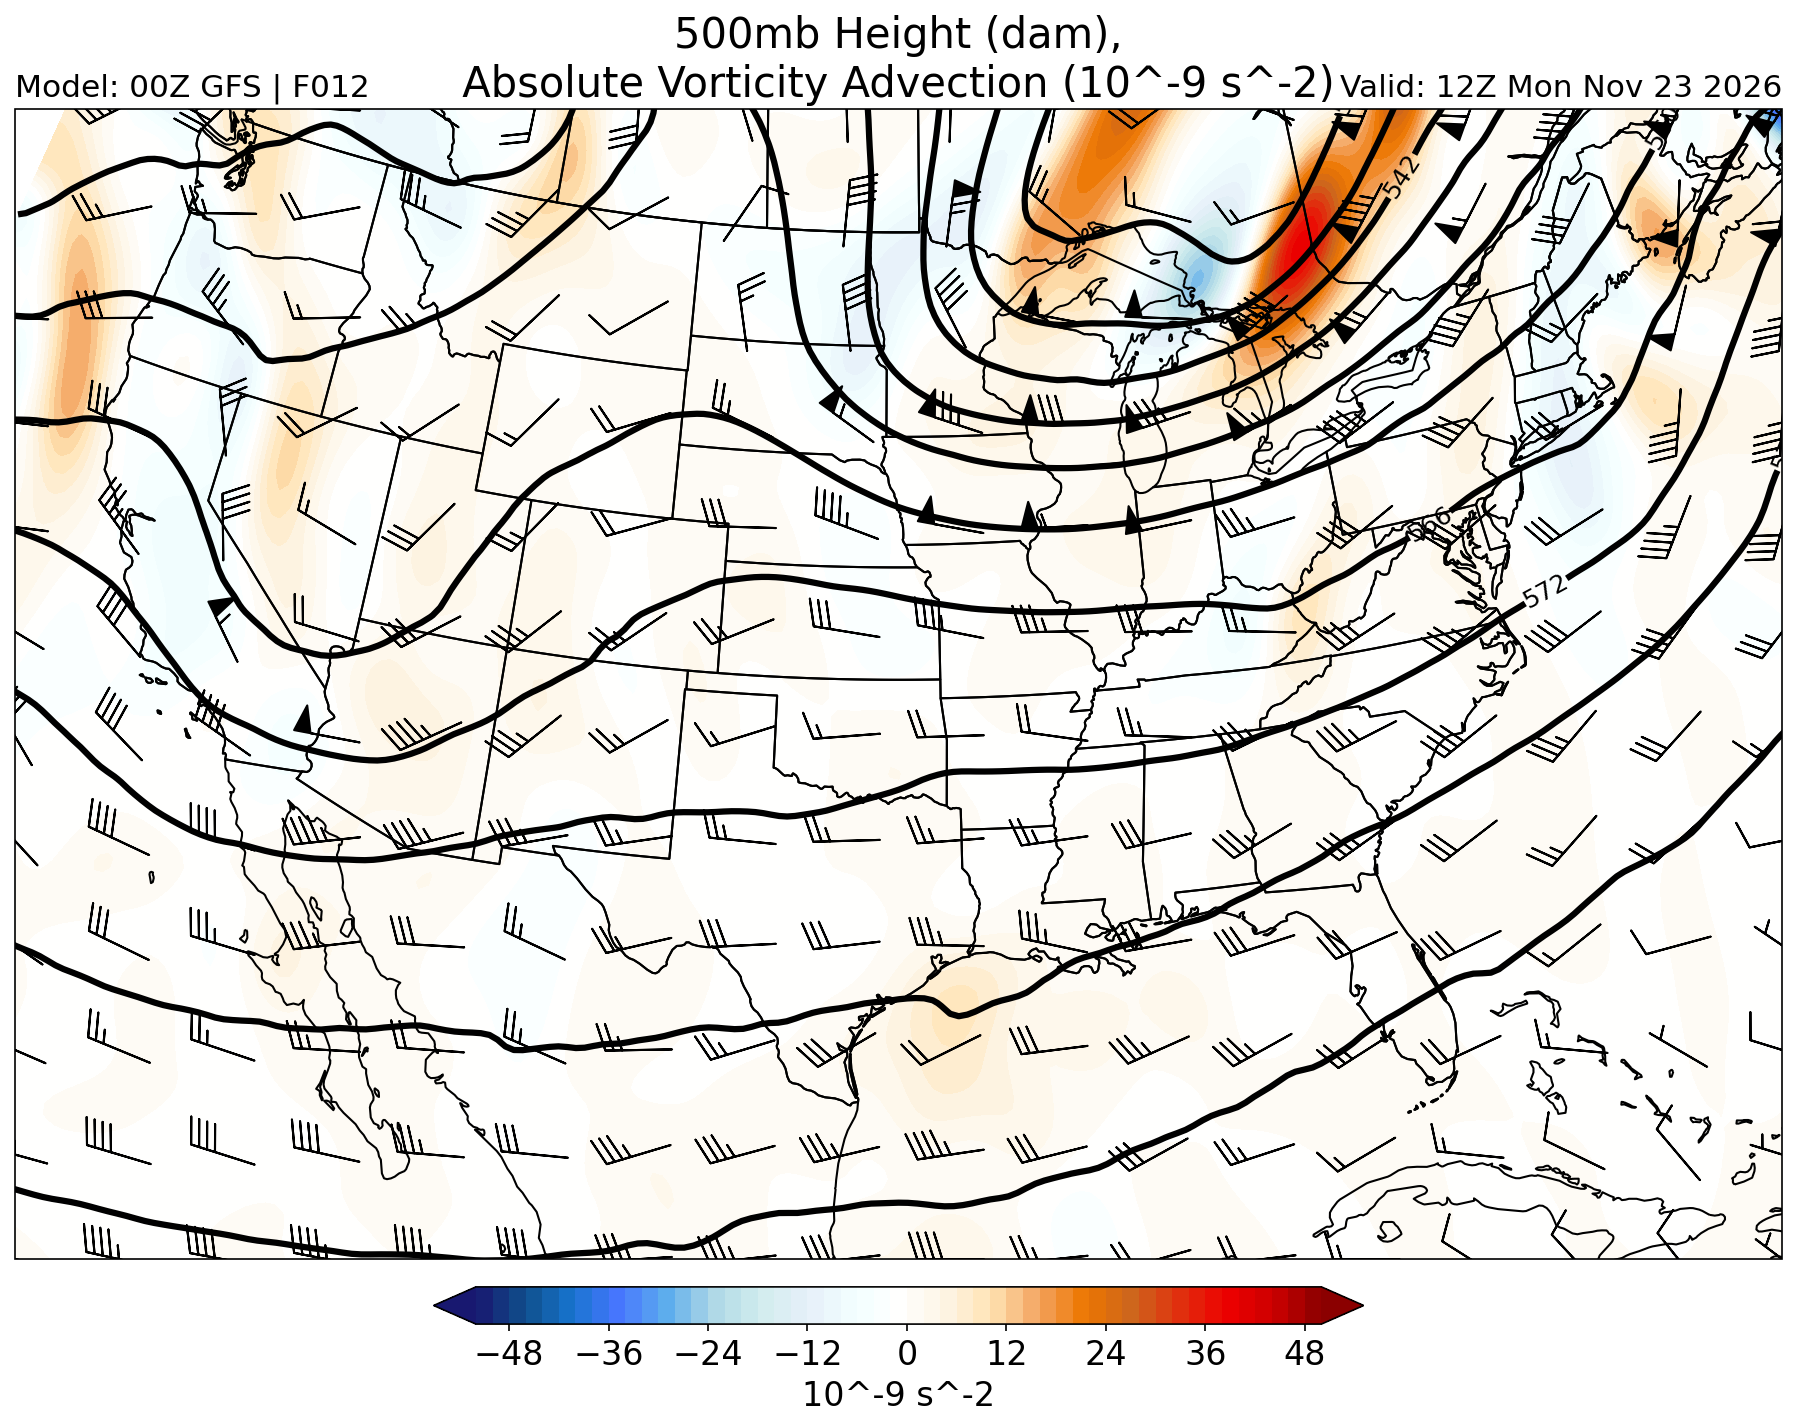 500mb Height (dam),
Model: 00Z GFS | F012
Absolute Vorticity Advection (10^-9 s^-2)
Valid: 12Z Mon Nov 23 2026
542
566
572
−48 −36 −24 −12 0 12 24 36 48
10^-9 s^-2